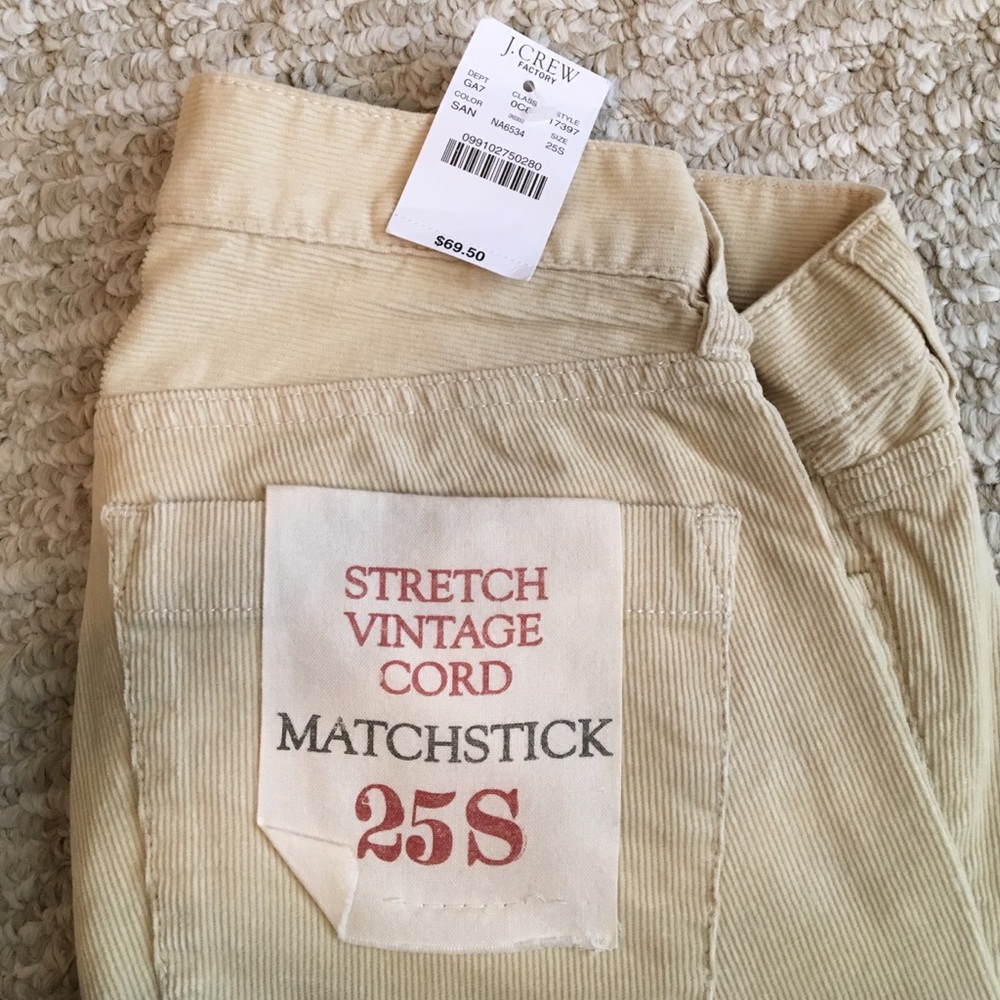 J.CREW
FACTORY
DEPT CLASS STYLE
GA7 17397
COLOR SIZE
SAN NA6534 25S
099102750280
$69.50
STRETCH
VINTAGE
CORD
MATCHSTICK
25S